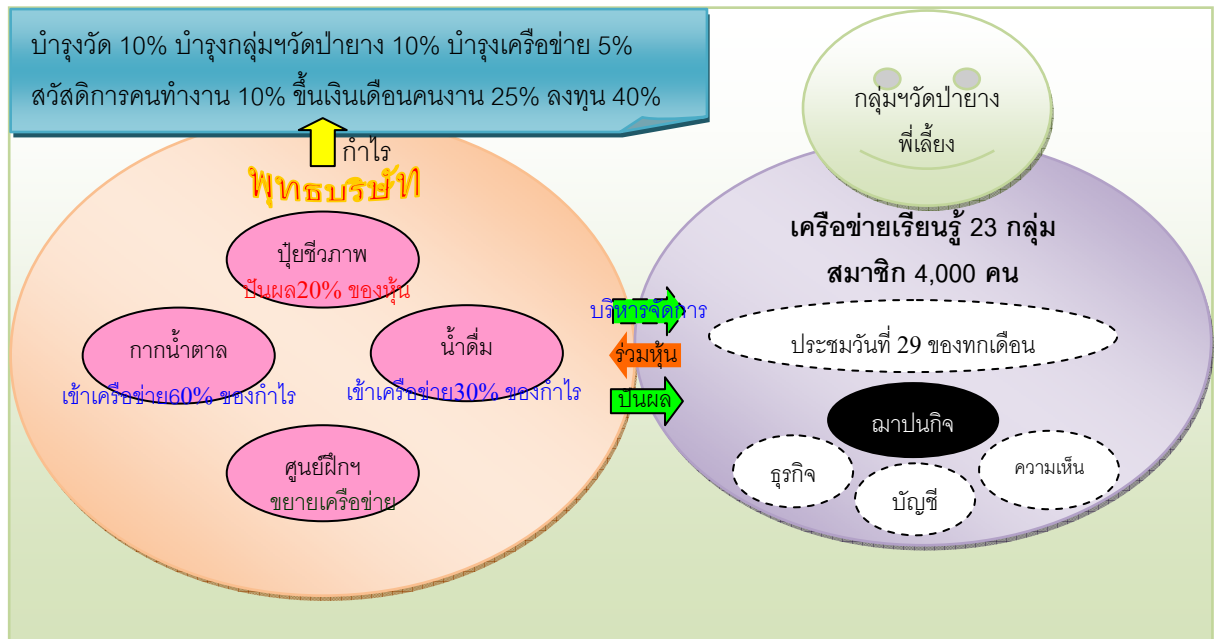 บำรุงวัด 10% บำรุงกลุ่มฯวัดป่ายาง 10% บำรุงเครือข่าย 5%
สวัสดิการคนทำงาน 10% ขึ้นเงินเดือนคนงาน 25% ลงทุน 40%
กำไร
พุทธบริษัท
ปุ๋ยชีวภาพ
ปันผล20% ของหุ้น
กากน้ำตาล
เข้าเครือข่าย60% ของกำไร
น้ำดื่ม
เข้าเครือข่าย30% ของกำไร
ศูนย์ฝึกฯ
ขยายเครือข่าย
บริหารจัดการ
ร่วมหุ้น
ปันผล
กลุ่มฯวัดป่ายาง
พี่เลี้ยง
เครือข่ายเรียนรู้ 23 กลุ่ม
สมาชิก 4,000 คน
ประชมวันที่ 29 ของทกเดือน
ฌาปนกิจ
ธุรกิจ
บัญชี
ความเห็น